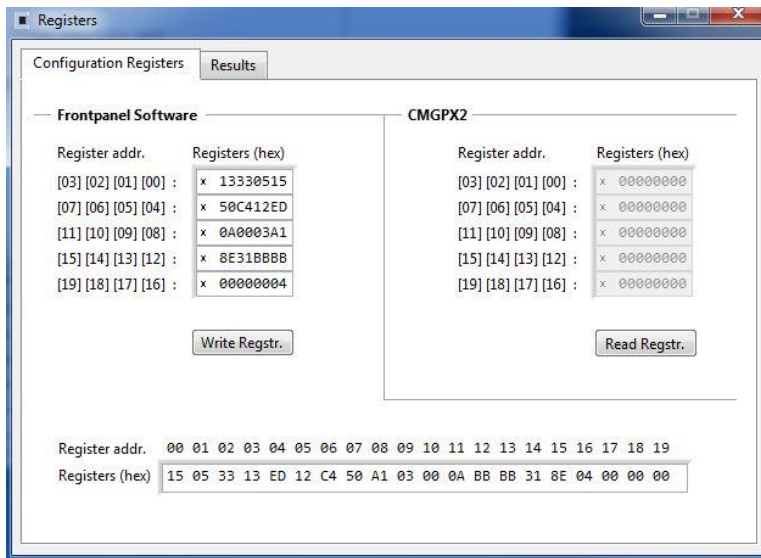 Registers
Configuration Registers Results
Frontpanel Software
Register addr. Registers (hex)
[03] [02] [01] [00] : x 13330515
[07] [06] [05] [04] : x 50C412ED
[11] [10] [09] [08] : x 0A0003A1
[15] [14] [13] [12] : x 8E31BBBB
[19] [18] [17] [16] : x 00000004
Write Regstr.
CMGPX2
Register addr. Registers (hex)
[03] [02] [01] [00] : x 00000000
[07] [06] [05] [04] : x 00000000
[11] [10] [09] [08] : x 00000000
[15] [14] [13] [12] : x 00000000
[19] [18] [17] [16] : x 00000000
Read Regstr.
Register addr. 00 01 02 03 04 05 06 07 08 09 10 11 12 13 14 15 16 17 18 19
Registers (hex) 15 05 33 13 ED 12 C4 50 A1 03 00 0A BB BB 31 8E 04 00 00 00